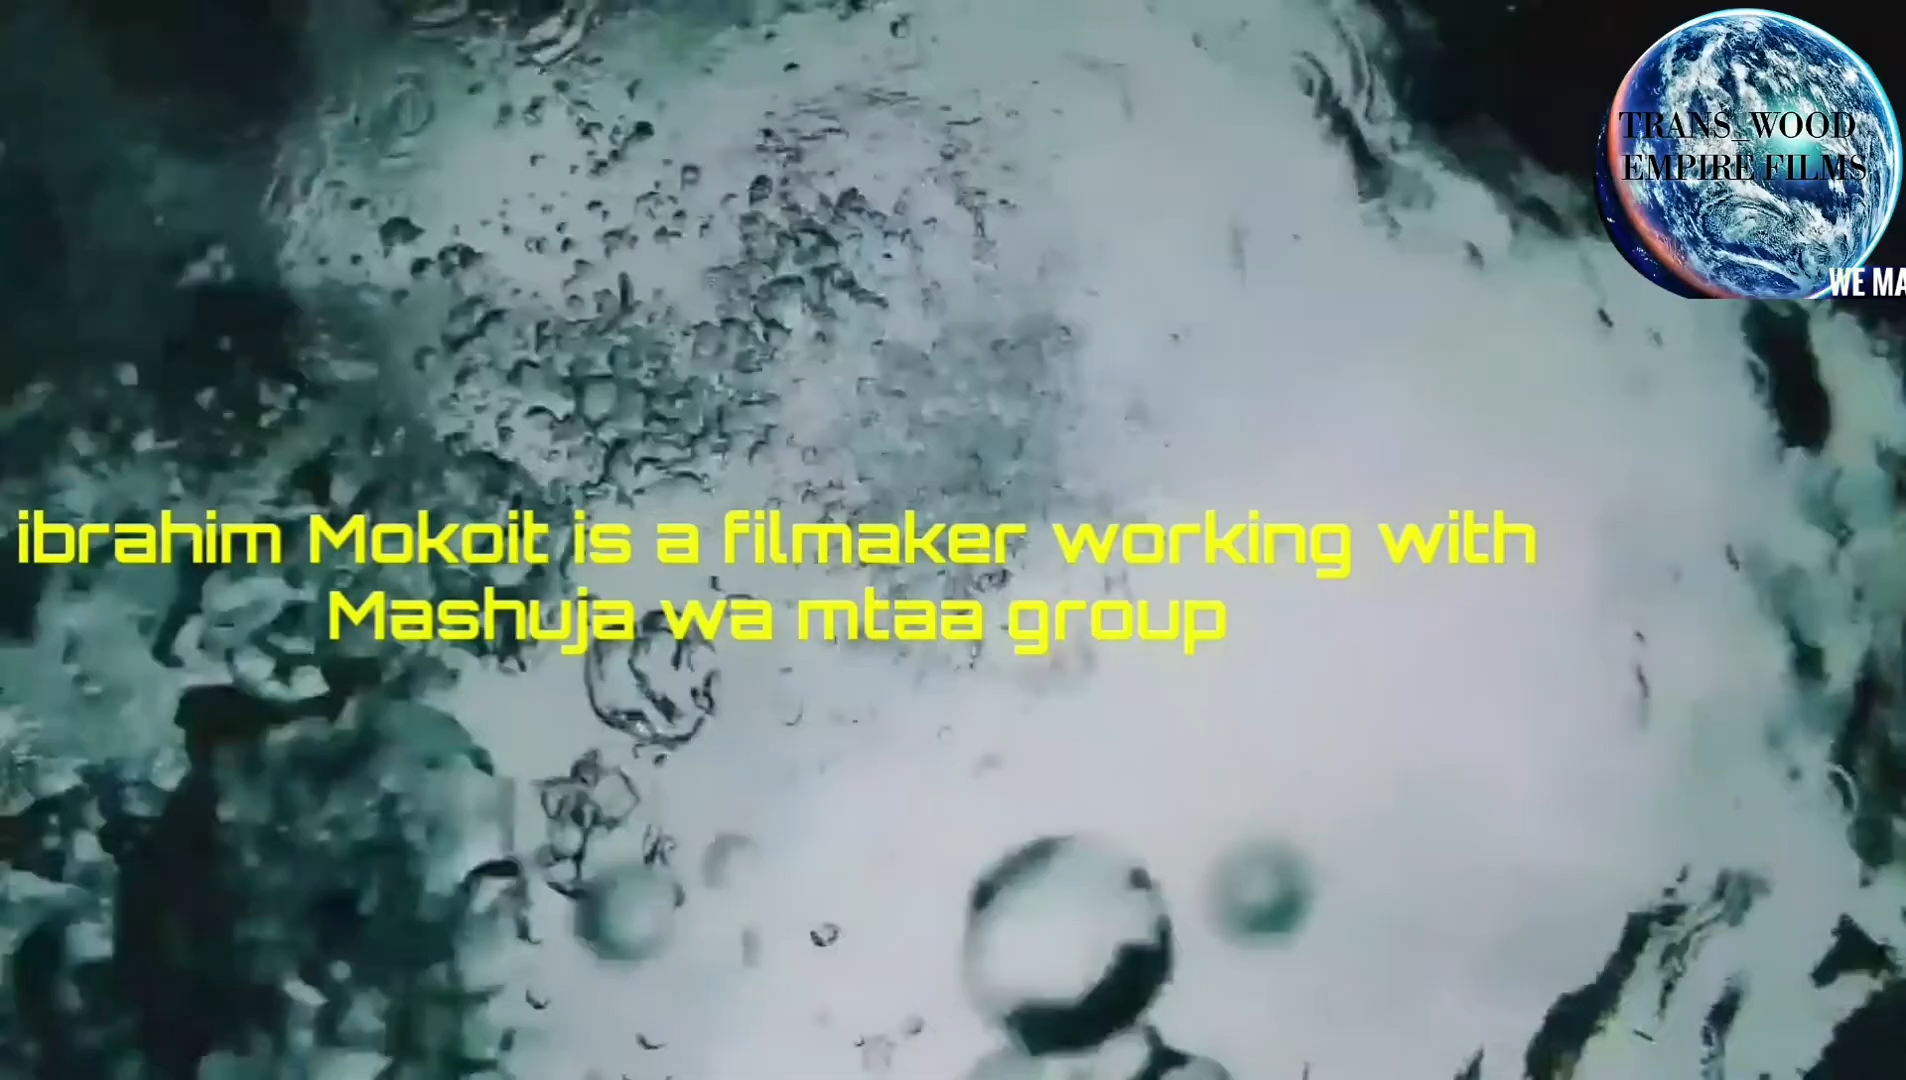 TRANS_WOOD
EMPIRE FILMS
WE MA
ibrahim Mokoit is a filmaker working with
Mashuja wa mtaa group